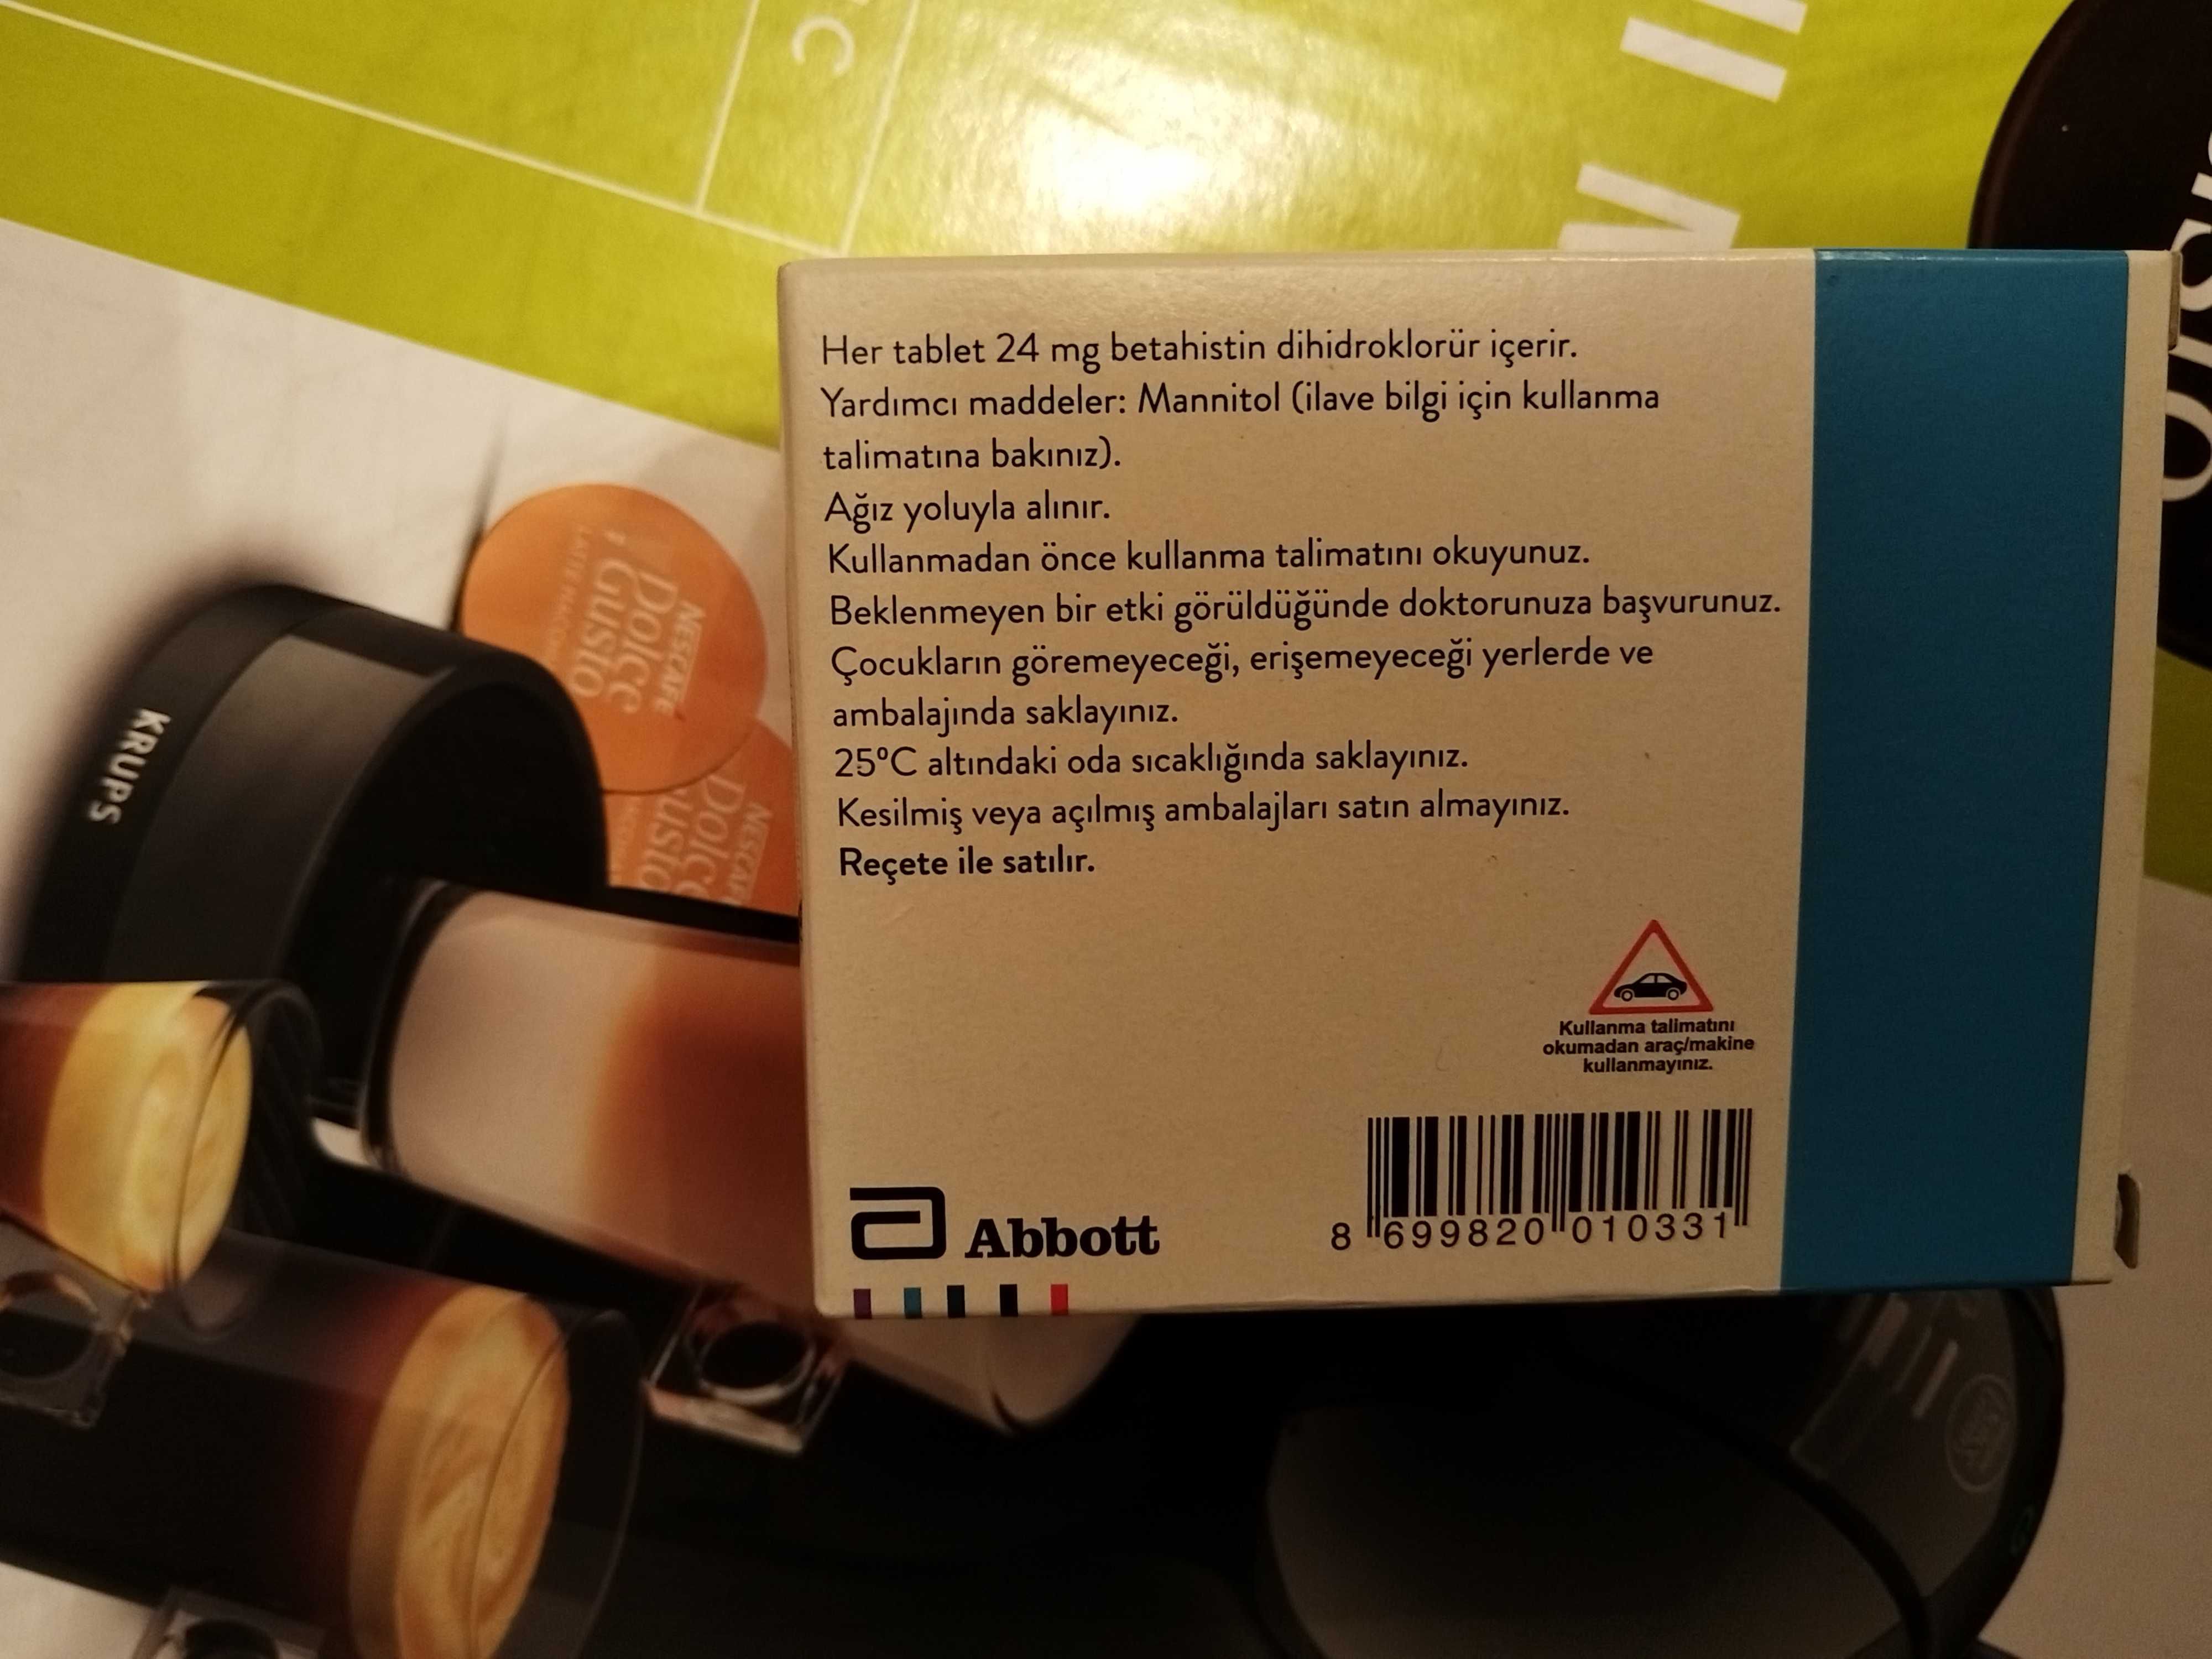 Her tablet 24 mg betahistin dihidroklorür içerir.
Yardımcı maddeler: Mannitol (ilave bilgi için kullanma
talimatına bakınız).
Ağız yoluyla alınır.
Kullanmadan önce kullanma talimatını okuyunuz.
Beklenmeyen bir etki görüldüğünde doktorunuza başvurunuz.
Çocukların göremeyeceği, erişemeyeceği yerlerde ve
ambalajında saklayınız.
25°C altındaki oda sıcaklığında saklayınız.
Kesilmiş veya açılmış ambalajları satın almayınız.
Reçete ile satılır.
Kullanma talimatını
okumadan araç/makine
kullanmayınız.
Abbott
8 699820 010331
KRUPS
NESCAFÉ
Dolce
Gusto